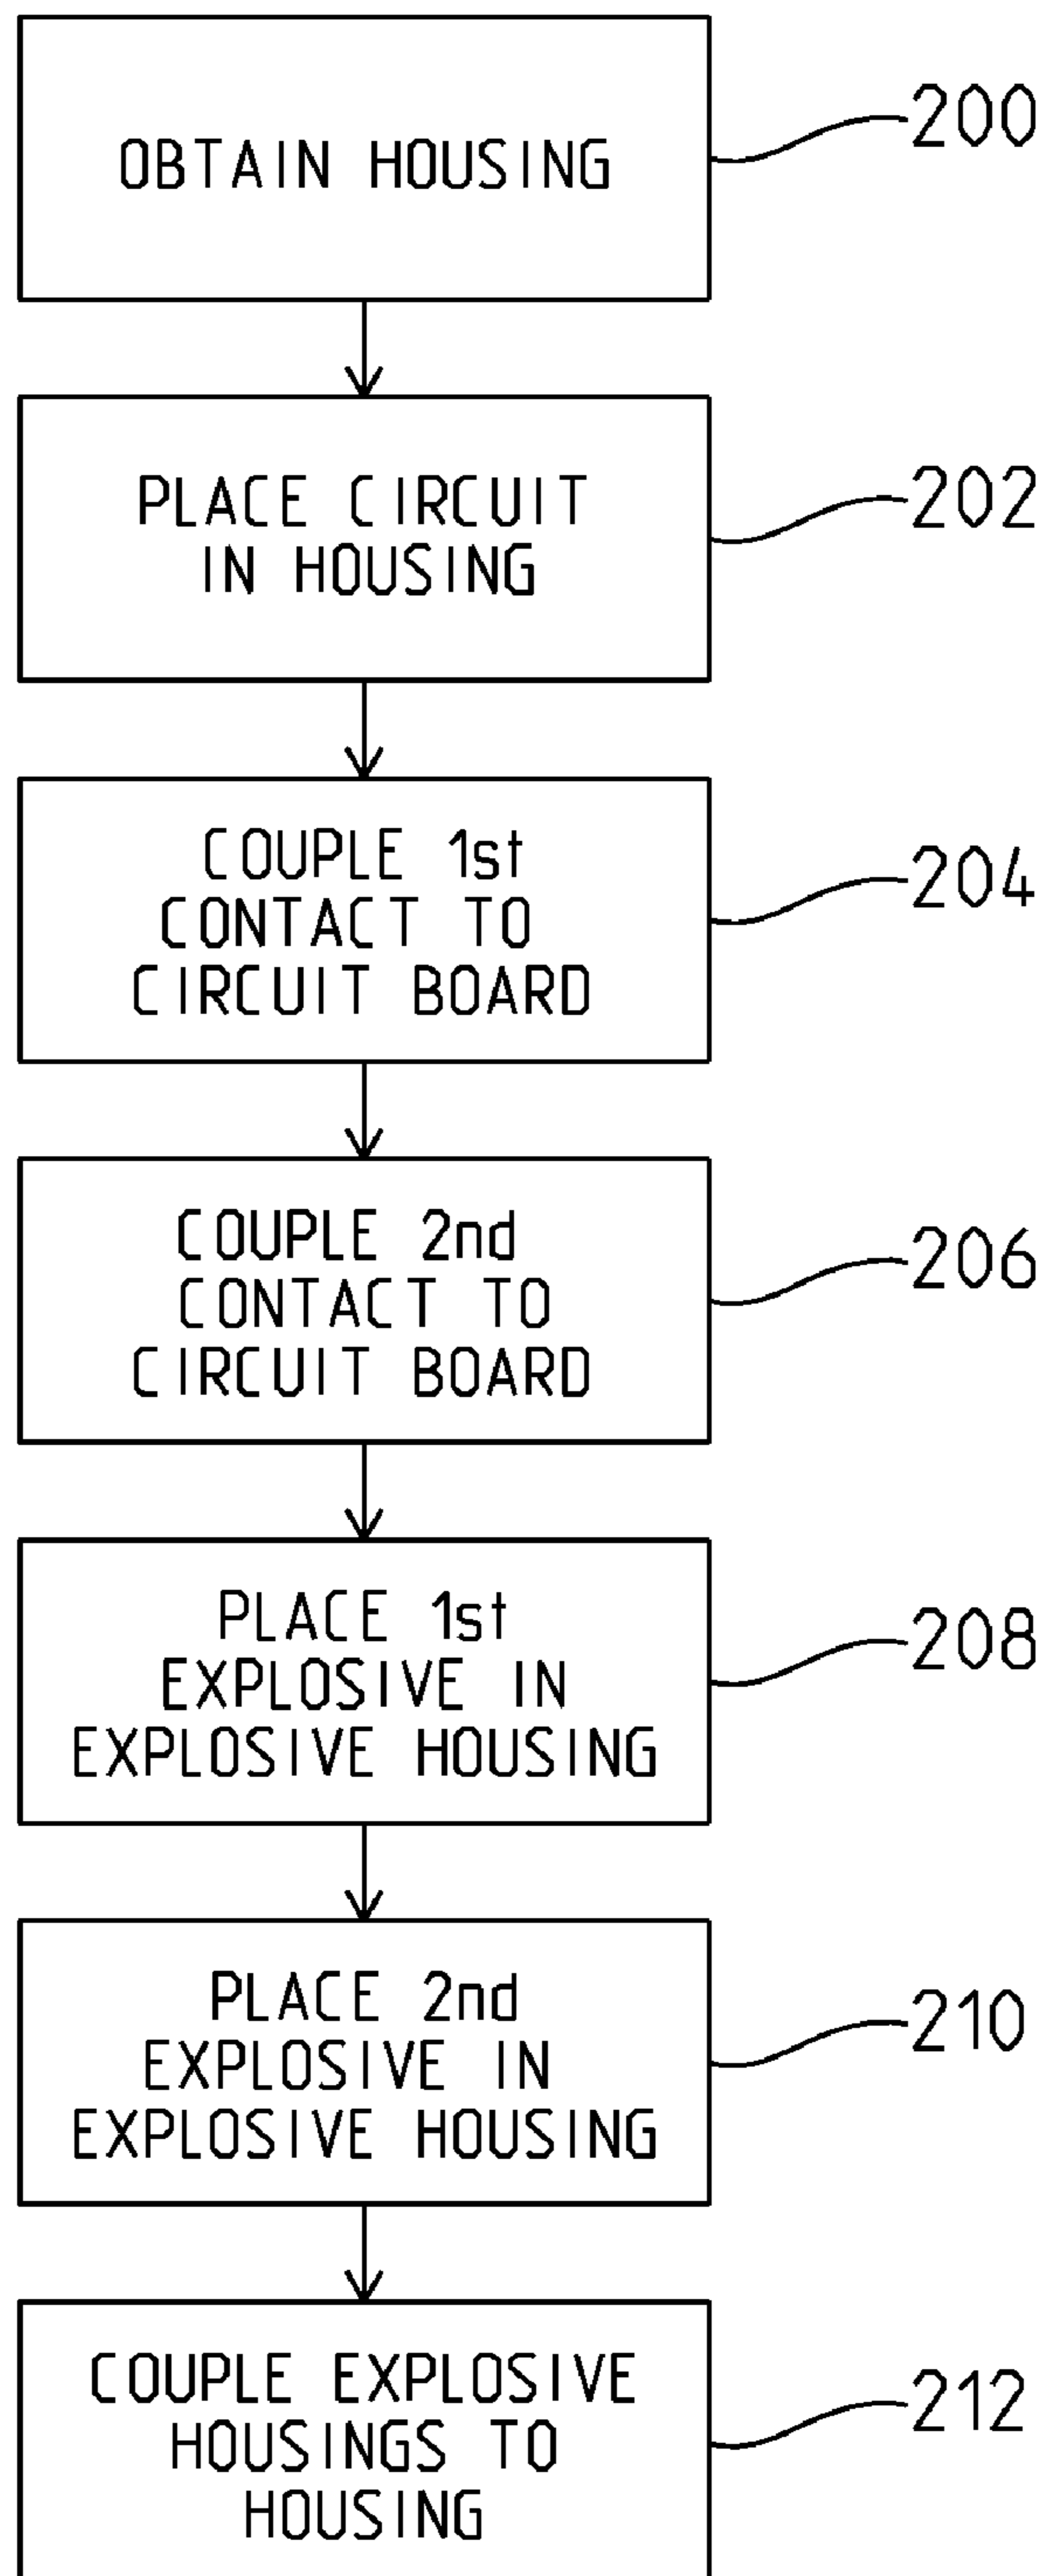 OBTAIN HOUSING
200
PLACE CIRCUIT
IN HOUSING
202
COUPLE 1st
CONTACT TO
CIRCUIT BOARD
204
COUPLE 2nd
CONTACT TO
CIRCUIT BOARD
206
PLACE 1st
EXPLOSIVE IN
EXPLOSIVE HOUSING
208
PLACE 2nd
EXPLOSIVE IN
EXPLOSIVE HOUSING
210
COUPLE EXPLOSIVE
HOUSINGS TO
HOUSING
212